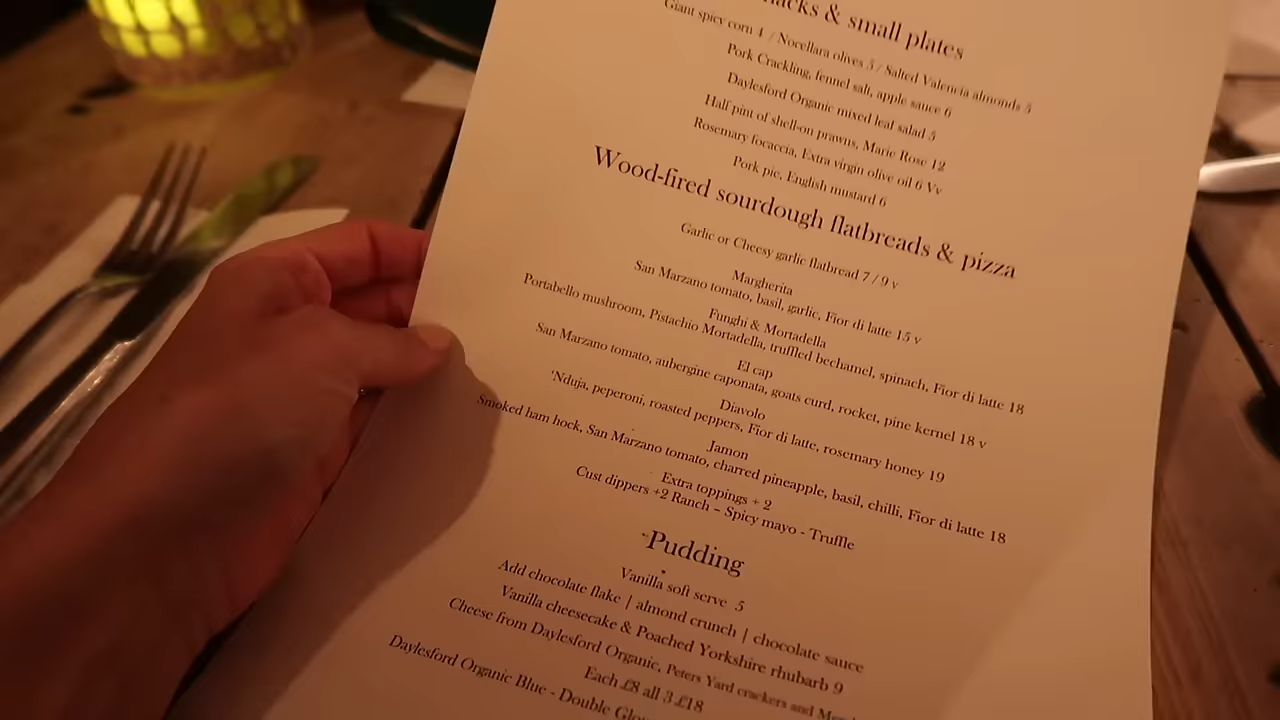 & small plates
Giant spicy corn 4 / Nocellara olives 5 / Salted Valencia almonds 5
Pork Crackling, fennel salt, apple sauce 6
Daylesford Organic mixed leaf salad 5
Half pint of shell-on prawns, Marie Rose 12
Rosemary focaccia, Extra virgin olive oil 6 Vv
Pork pie, English mustard 6
Wood-fired sourdough flatbreads & pizza
Garlic or Cheesy garlic flatbread 7 / 9 v
Margherita
San Marzano tomato, basil, garlic, Fior di latte 15 v
Funghi & Mortadella
Portabello mushroom, Pistachio Mortadella, truffled bechamel, spinach, Fior di latte 18
El cap
San Marzano tomato, aubergine caponata, goats curd, rocket, pine kernel 18 v
Diavolo
'Nduja, peperoni, roasted peppers, Fior di latte, rosemary honey 19
Jamon
Smoked ham hock, San Marzano tomato, charred pineapple, basil, chilli, Fior di latte 18
Extra toppings + 2
Cust dippers +2 Ranch – Spicy mayo - Truffle
Pudding
Vanilla soft serve 5
Add chocolate flake | almond crunch | chocolate sauce
Vanilla cheesecake & Poached Yorkshire rhubarb 9
Cheese from Daylesford Organic, Peters Yard crackers and
Each £8 all 3 £18
Daylesford Organic Blue - Double